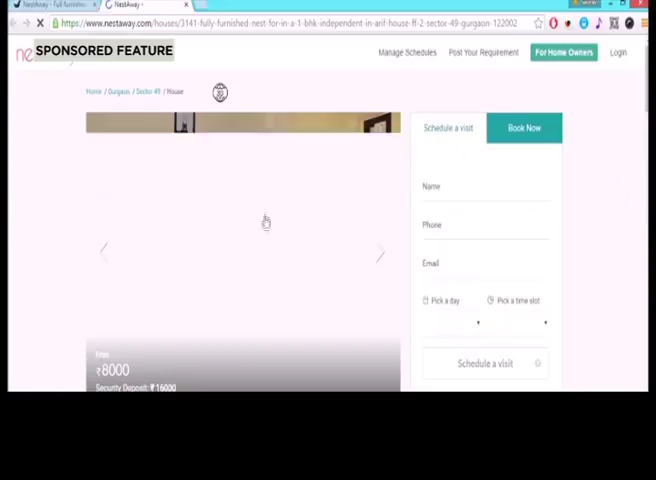 NestAway - Full furnished
NestAway -
https://www.nestaway.com/houses/3141-fully-furnished-nest-for-in-a-1-bhk-independent-in-arif-house-ff-2-sector-49-gurgaon-122002
ne
SPONSORED FEATURE
Manage Schedules
Post Your Requirement
For Home Owners
Login
Home / Gurgaon / Sector 49 / House
Schedule a visit
Book Now
Name
Phone
Email
Pick a day
Pick a time slot
Schedule a visit
From
₹8000
Security Deposit: ₹ 16000